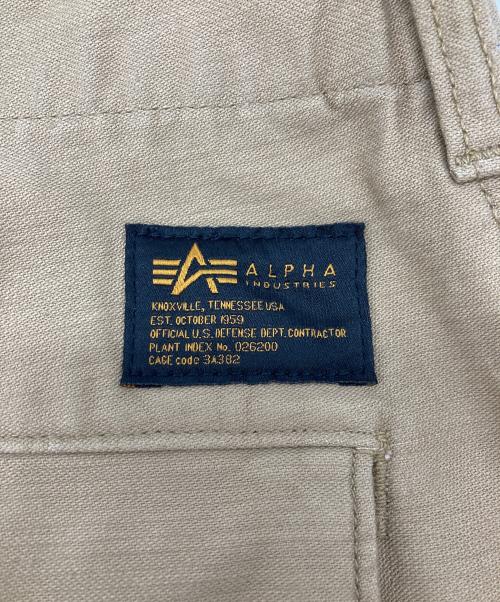 ALPHA
INDUSTRIES
KNOXVILLE, TENNESSEE USA
EST. OCTOBER 1959
OFFICIAL U.S. DEFENSE DEPT. CONTRACTOR
PLANT INDEX No. 026200
CAGE code 3A382